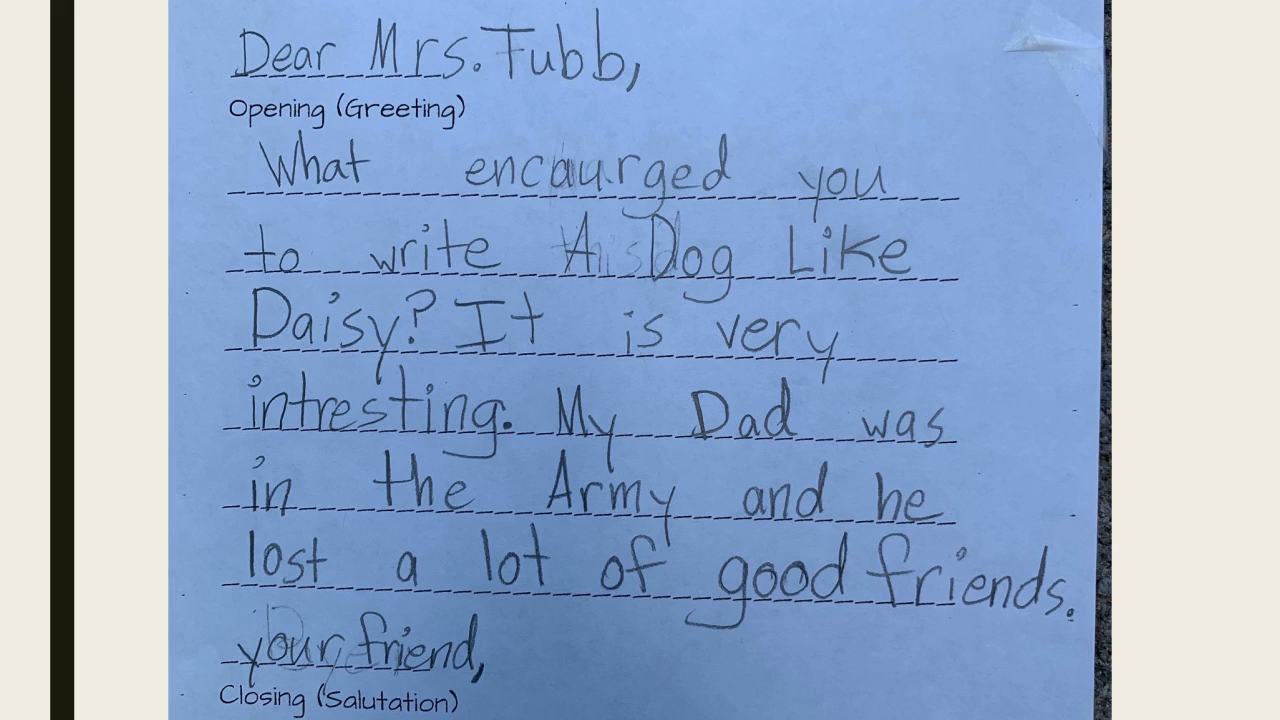 Dear Mrs. Tubb,
Opening (Greeting)
What encaurged you
to write A Dog Like
Daisy? It is very
intresting. My Dad was
in the Army and he
lost a lot of good friends.
your friend,
Closing (Salutation)